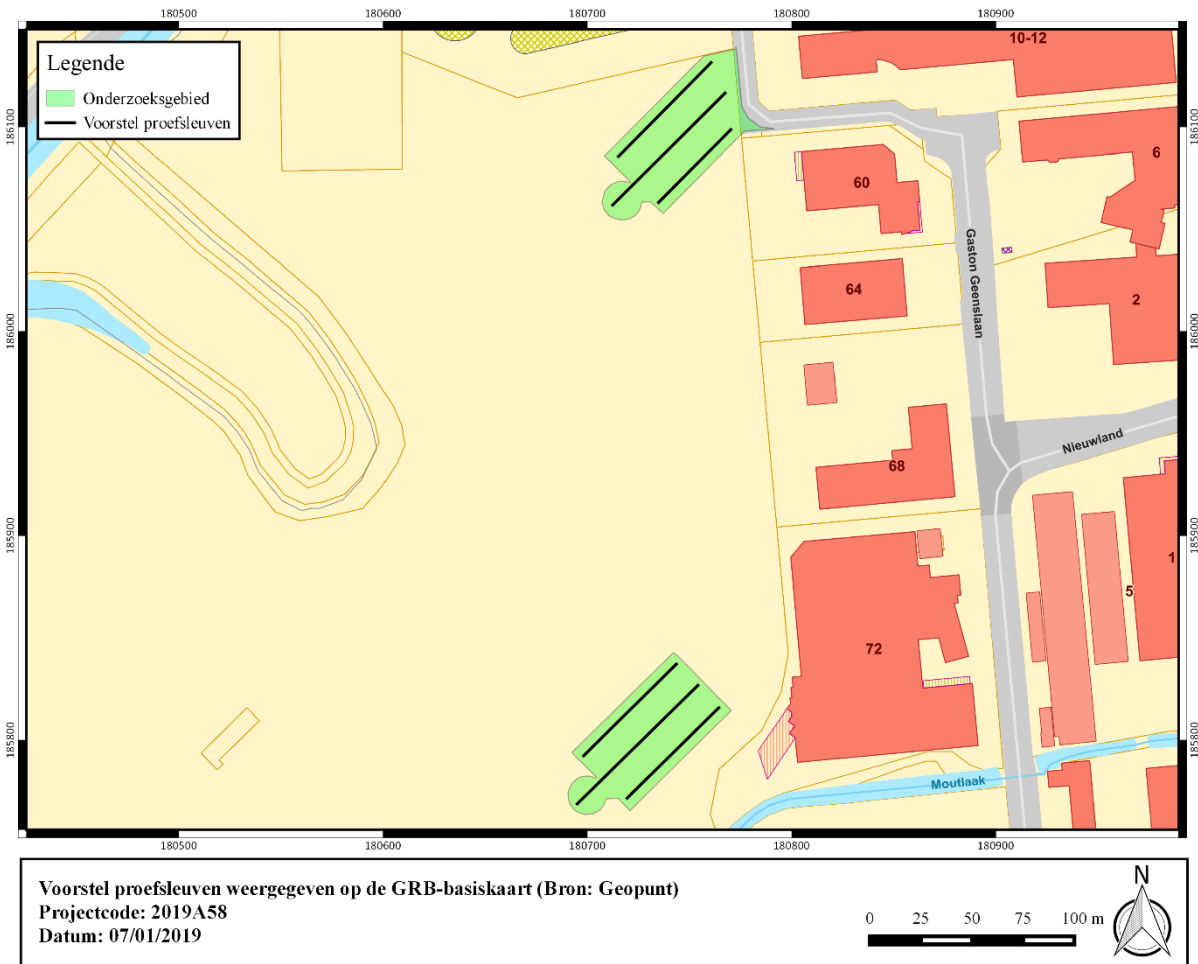 180500 180600 180700 180800 180900
Legende
Onderzoeksgebied
Voorstel proefsleuven
186100
186000
185900
185800
186100
186000
185900
185800
10-12
6
60
Gaston Geenslaan
64
2
68
Nieuwland
72
5
1
Moutlaak
180500 180600 180700 180800 180900
Voorstel proefsleuven weergegeven op de GRB-basiskaart (Bron: Geopunt)
Projectcode: 2019A58
Datum: 07/01/2019
0 25 50 75 100 m
N